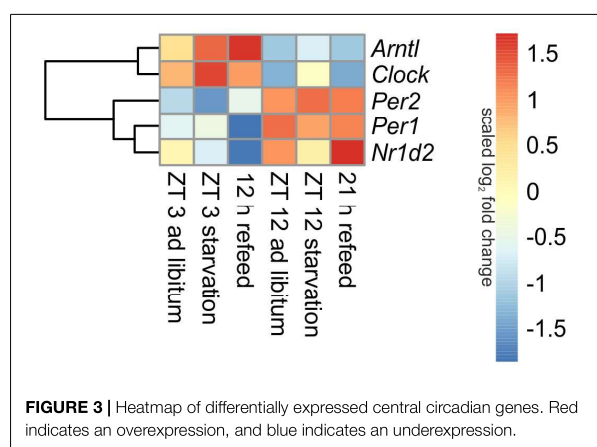 Arntl
Clock
Per2
Per1
Nr1d2
ZT 3 ad libitum
ZT 3 starvation
12 h refeed
ZT 12 ad libitum
ZT 12 starvation
21 h refeed
1.5
1
0.5
0
-0.5
-1
-1.5
scaled log₂ fold change
FIGURE 3 | Heatmap of differentially expressed central circadian genes. Red
indicates an overexpression, and blue indicates an underexpression.